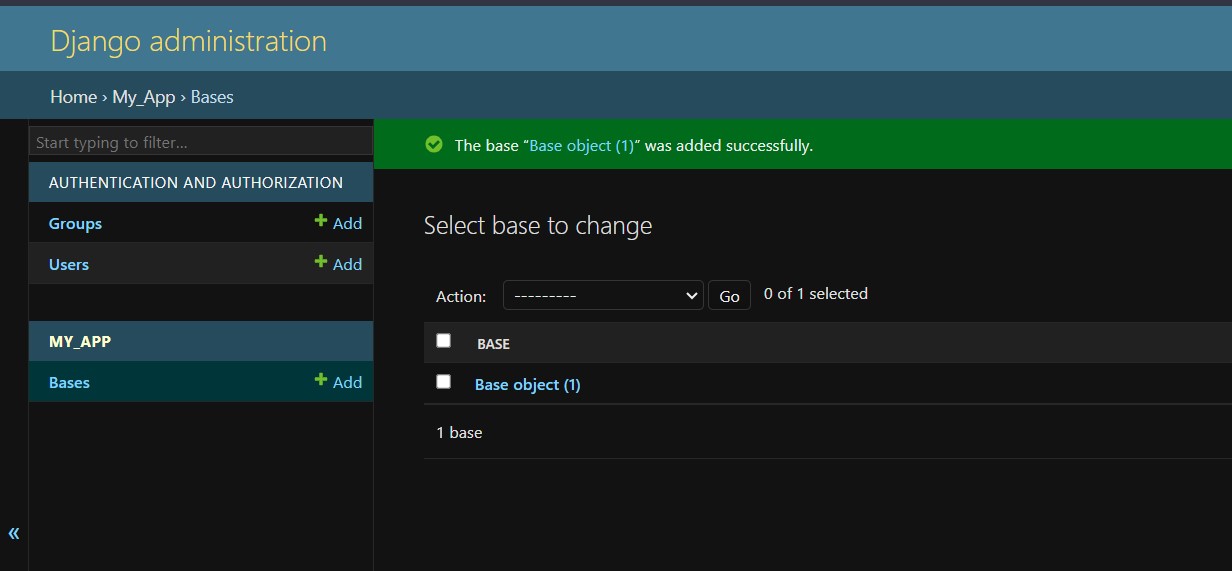 Django administration
Home › My_App › Bases
Start typing to filter...
AUTHENTICATION AND AUTHORIZATION
Groups + Add
Users + Add
MY_APP
Bases + Add
«
The base “Base object (1)” was added successfully.
Select base to change
Action: --------- Go 0 of 1 selected
BASE
Base object (1)
1 base